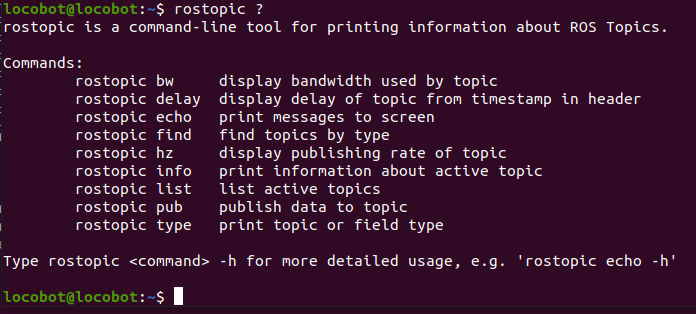 locobot@locobot:~$ rostopic ?
rostopic is a command-line tool for printing information about ROS Topics.
Commands:
rostopic bw display bandwidth used by topic
rostopic delay display delay of topic from timestamp in header
rostopic echo print messages to screen
rostopic find find topics by type
rostopic hz display publishing rate of topic
rostopic info print information about active topic
rostopic list list active topics
rostopic pub publish data to topic
rostopic type print topic or field type
Type rostopic <command> -h for more detailed usage, e.g. 'rostopic echo -h'
locobot@locobot:~$